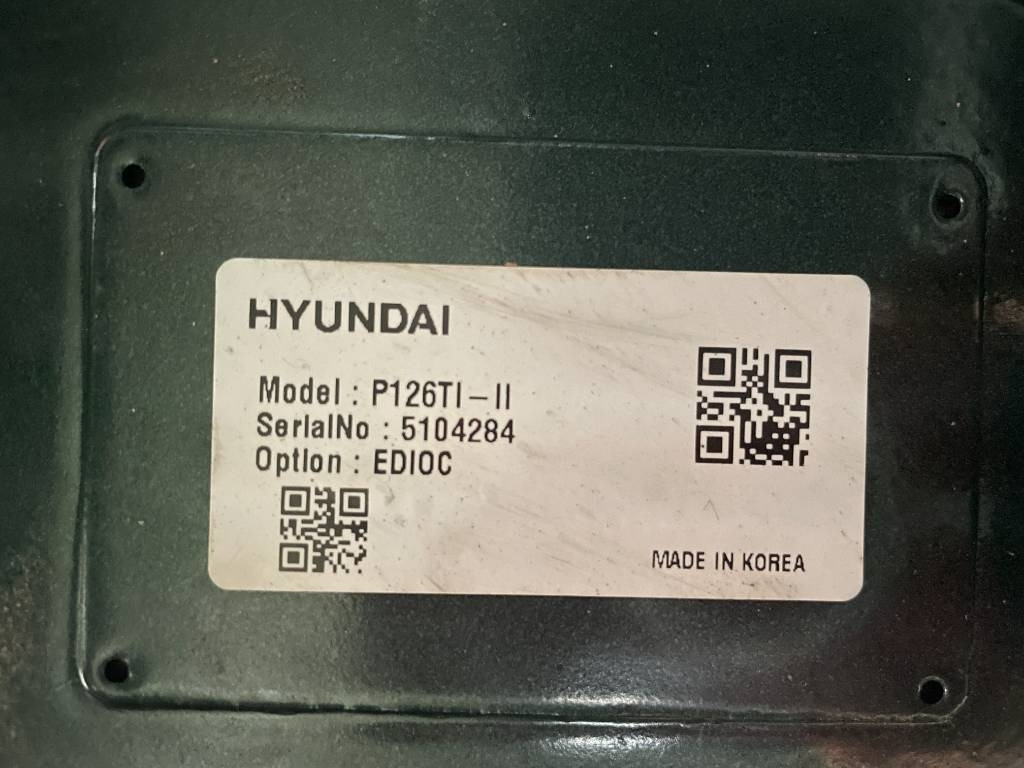 HYUNDAI
Model : P126TI-II
SerialNo : 5104284
Option : EDIOC
MADE IN KOREA